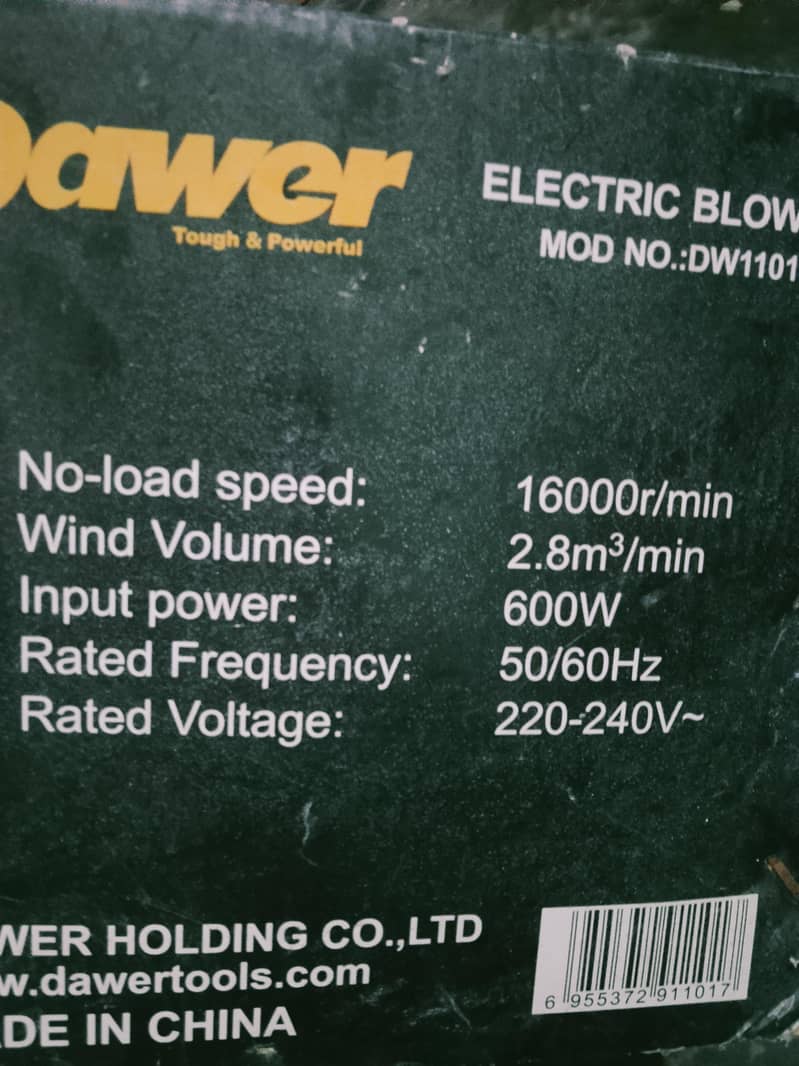 Dawer
Tough & Powerful
ELECTRIC BLOW
MOD NO.:DW1101
No-load speed: 16000r/min
Wind Volume: 2.8m³/min
Input power: 600W
Rated Frequency: 50/60Hz
Rated Voltage: 220-240V~
WER HOLDING CO.,LTD
w.dawertools.com
DE IN CHINA
6 955372 911017